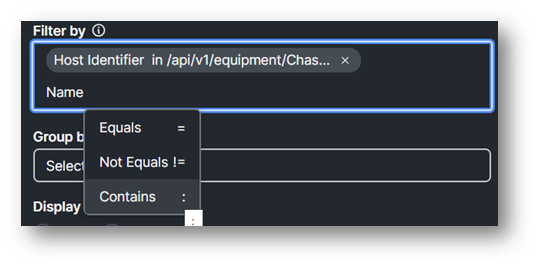 Filter by
Host Identifier in /api/v1/equipment/Chas...
Name
Equals =
Not Equals !=
Group b
Select
Contains :
Display
: